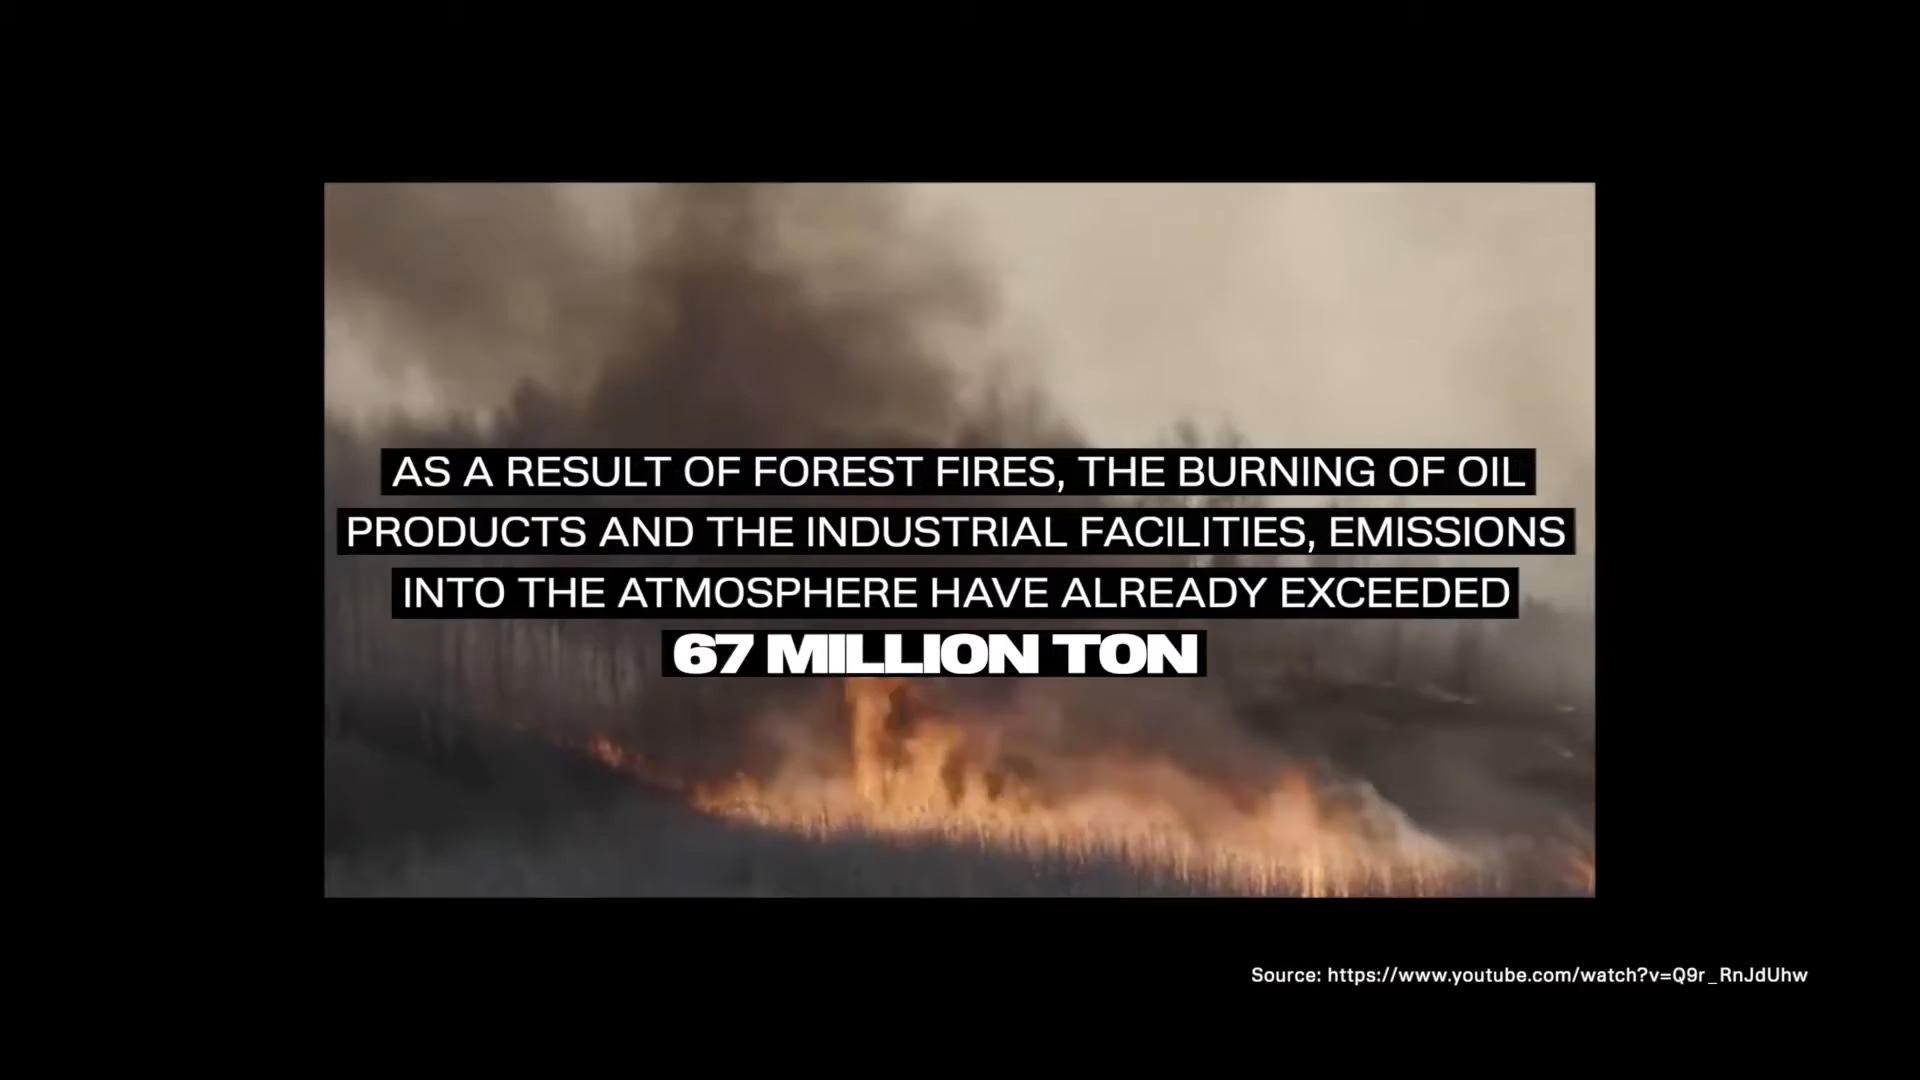 AS A RESULT OF FOREST FIRES, THE BURNING OF OIL
PRODUCTS AND THE INDUSTRIAL FACILITIES, EMISSIONS
INTO THE ATMOSPHERE HAVE ALREADY EXCEEDED
67 MILLION TON
Source: https://www.youtube.com/watch?v=Q9r_RnJdUhw